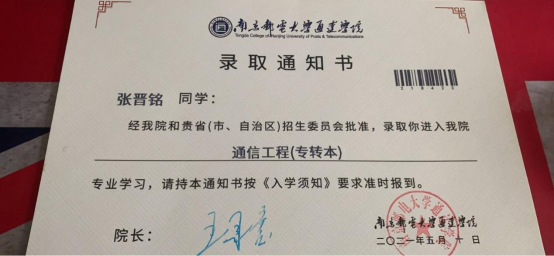 南京邮电大学通达学院
Tongda College of Nanjing University of Posts & Telecommunications
录取通知书
张晋铭 同学：
经我院和贵省(市、自治区)招生委员会批准，录取你进入我院
通信工程(专转本)
专业学习，请持本通知书按《入学须知》要求准时报到。
院长：
南京邮电大学通达学院
二〇二一年五月 十日